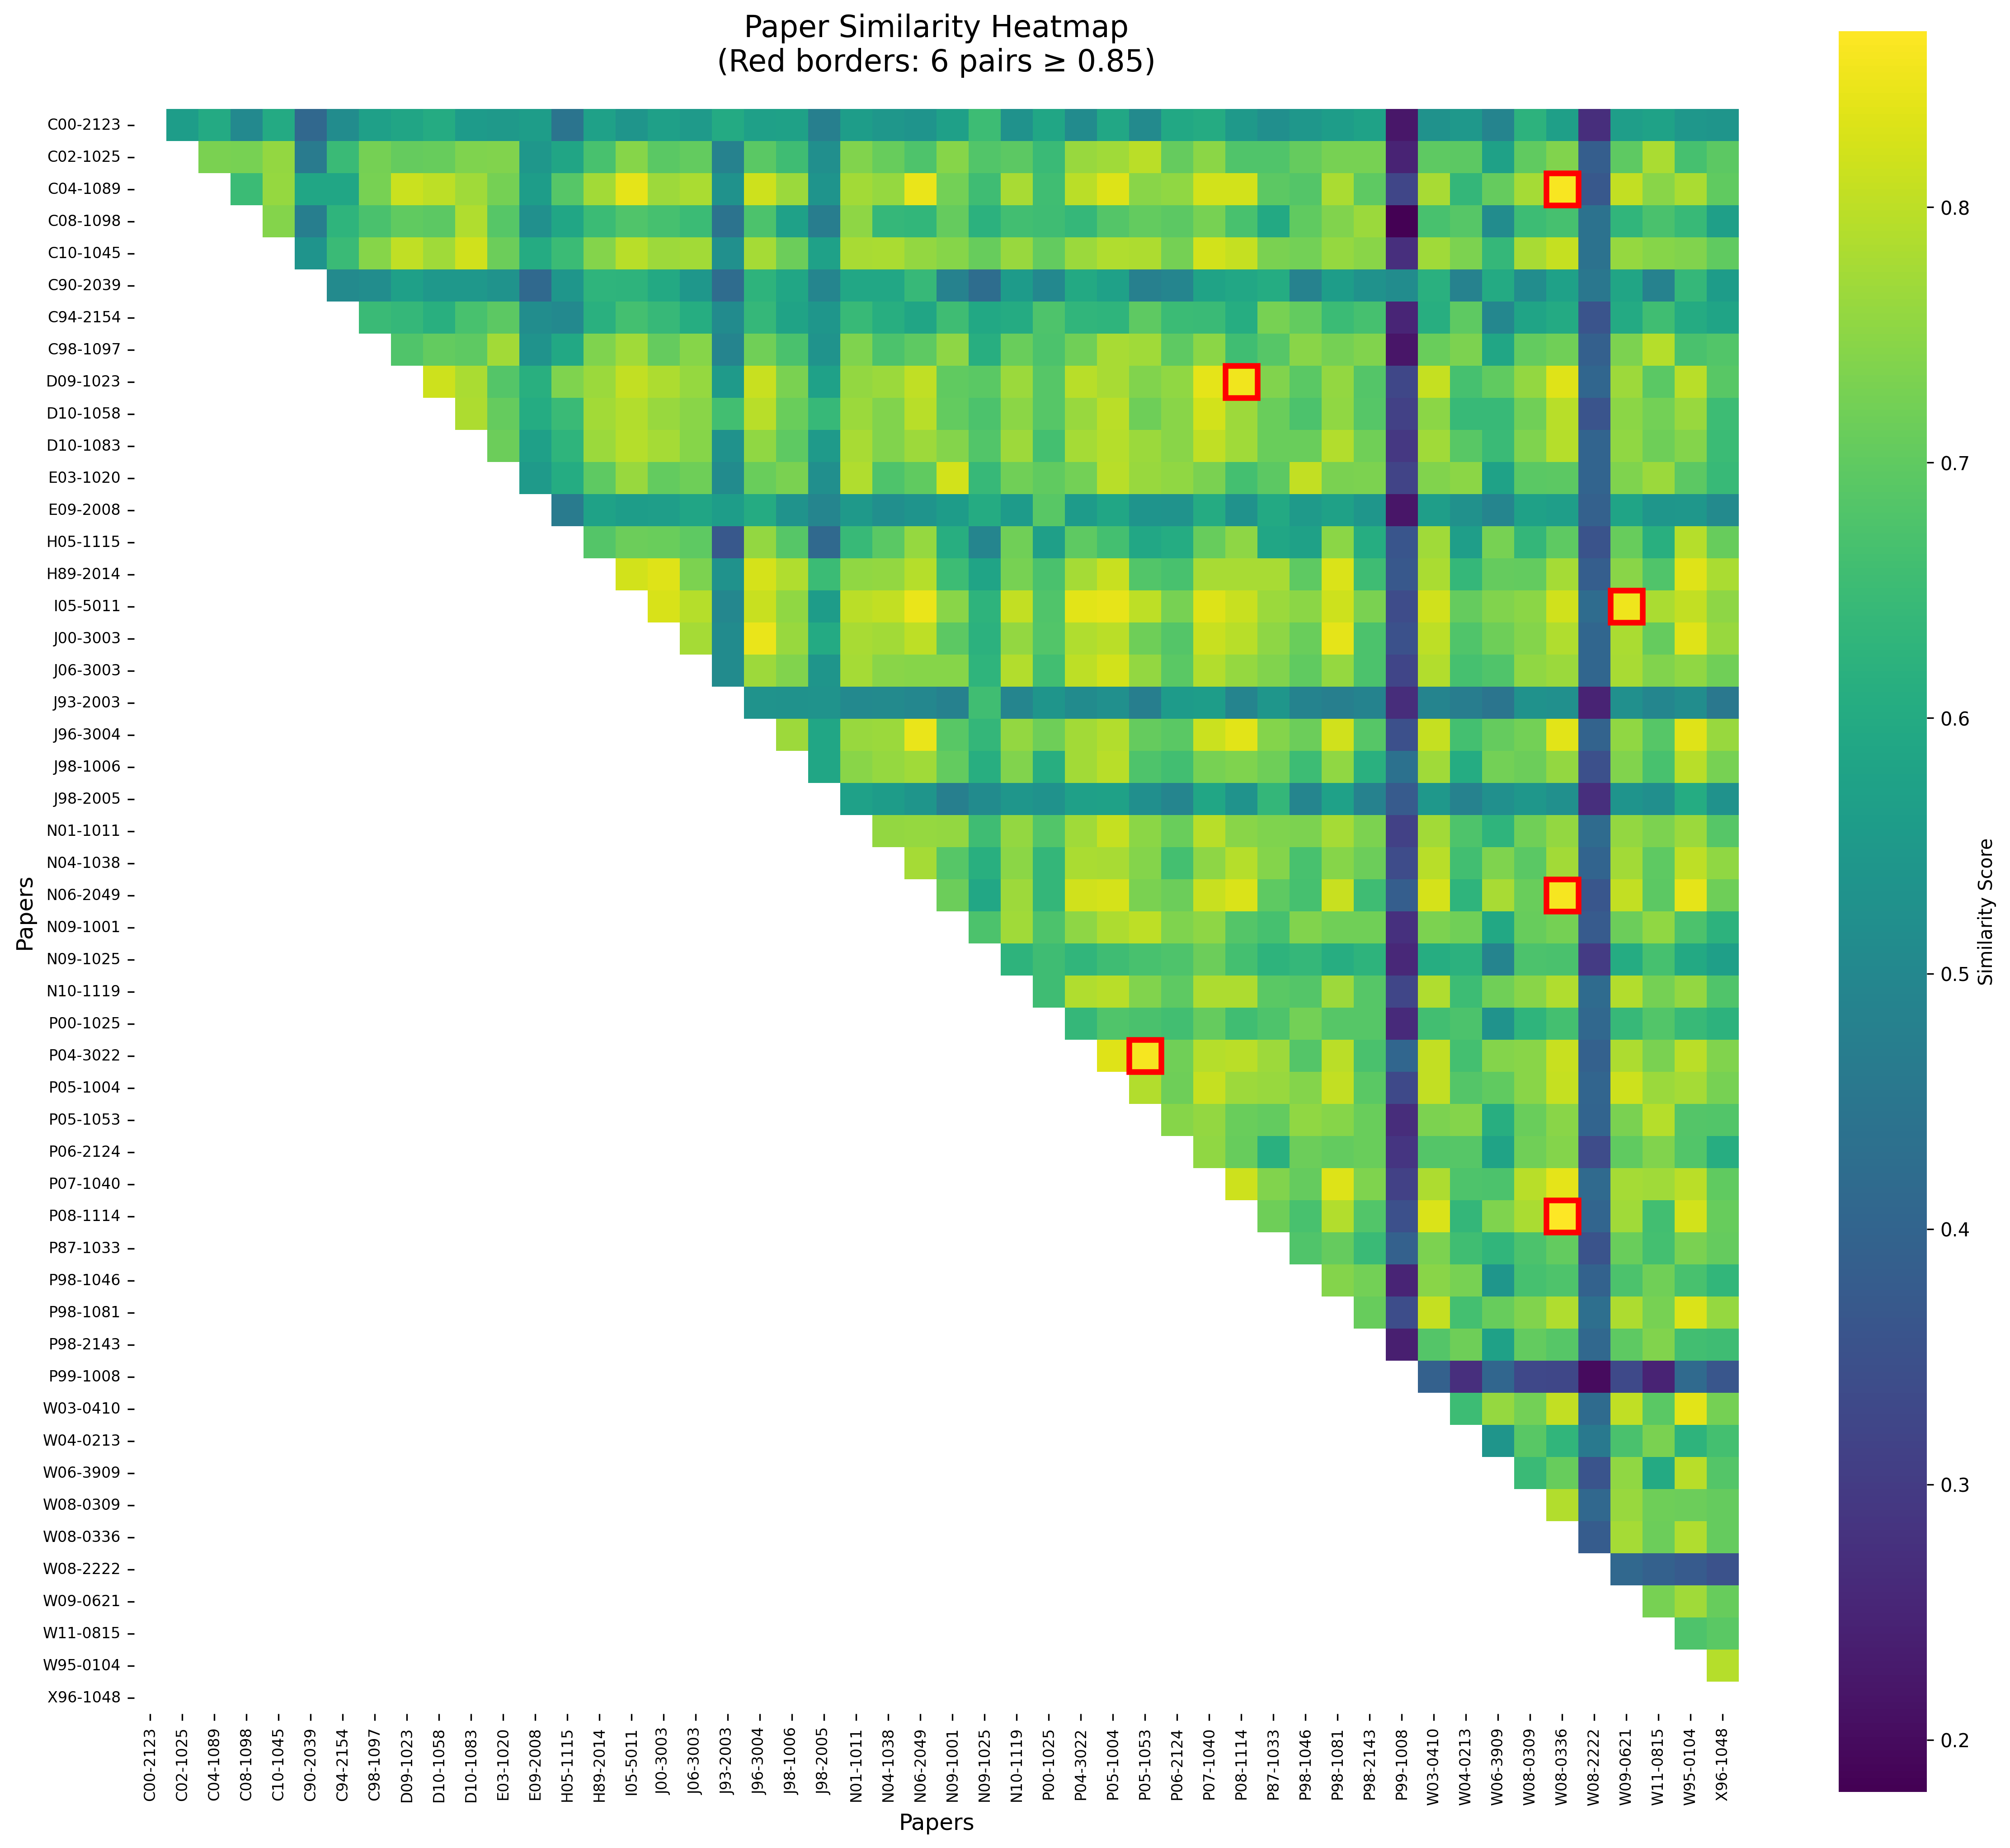 Paper Similarity Heatmap
(Red borders: 6 pairs ≥ 0.85)
Papers
C00-2123
C02-1025
C04-1089
C08-1098
C10-1045
C90-2039
C94-2154
C98-1097
D09-1023
D10-1058
D10-1083
E03-1020
E09-2008
H05-1115
H89-2014
I05-5011
J00-3003
J06-3003
J93-2003
J96-3004
J98-1006
J98-2005
N01-1011
N04-1038
N06-2049
N09-1001
N09-1025
N10-1119
P00-1025
P04-3022
P05-1004
P05-1053
P06-2124
P07-1040
P08-1114
P87-1033
P98-1046
P98-1081
P98-2143
P99-1008
W03-0410
W04-0213
W06-3909
W08-0309
W08-0336
W08-2222
W09-0621
W11-0815
W95-0104
X96-1048
C00-2123
C02-1025
C04-1089
C08-1098
C10-1045
C90-2039
C94-2154
C98-1097
D09-1023
D10-1058
D10-1083
E03-1020
E09-2008
H05-1115
H89-2014
I05-5011
J00-3003
J06-3003
J93-2003
J96-3004
J98-1006
J98-2005
N01-1011
N04-1038
N06-2049
N09-1001
N09-1025
N10-1119
P00-1025
P04-3022
P05-1004
P05-1053
P06-2124
P07-1040
P08-1114
P87-1033
P98-1046
P98-1081
P98-2143
P99-1008
W03-0410
W04-0213
W06-3909
W08-0309
W08-0336
W08-2222
W09-0621
W11-0815
W95-0104
X96-1048
Papers
0.8
0.7
0.6
0.5
0.4
0.3
0.2
Similarity Score